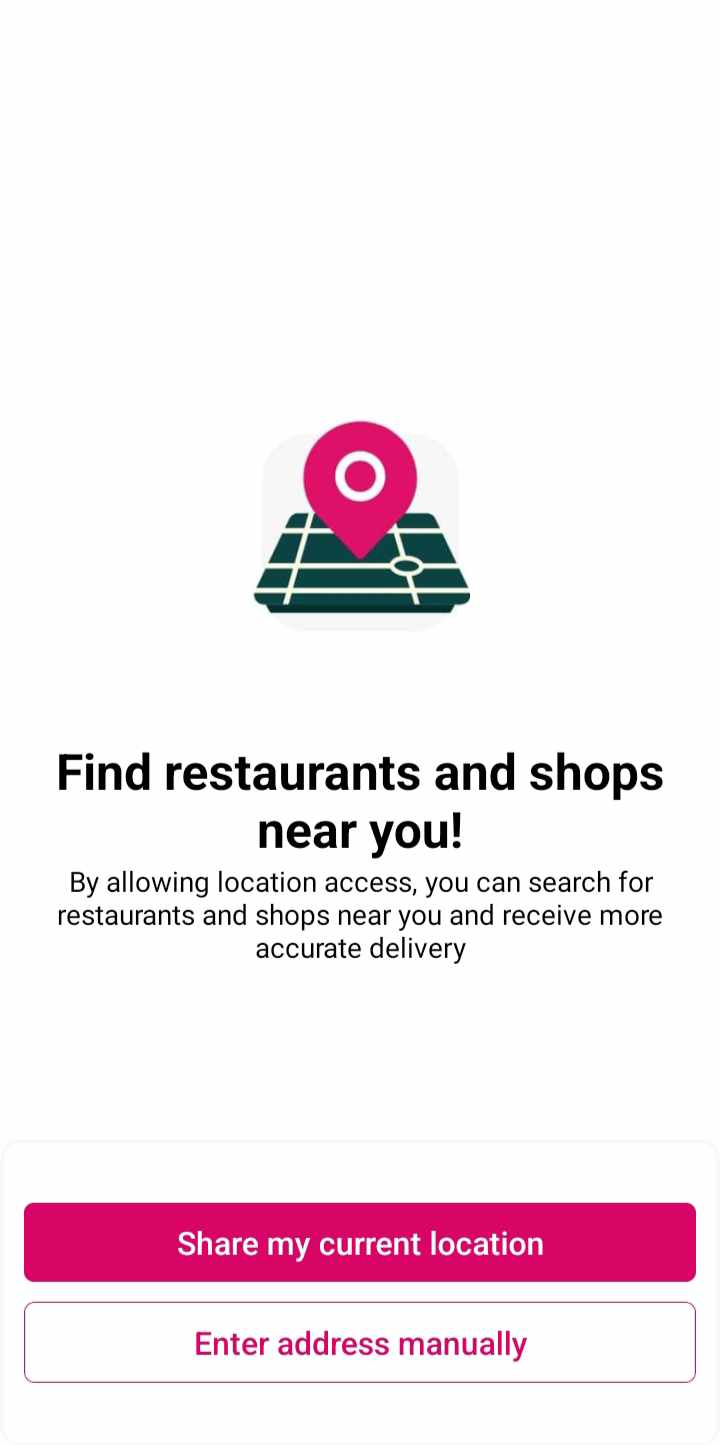 Find restaurants and shops
near you!
By allowing location access, you can search for
restaurants and shops near you and receive more
accurate delivery
Share my current location
Enter address manually